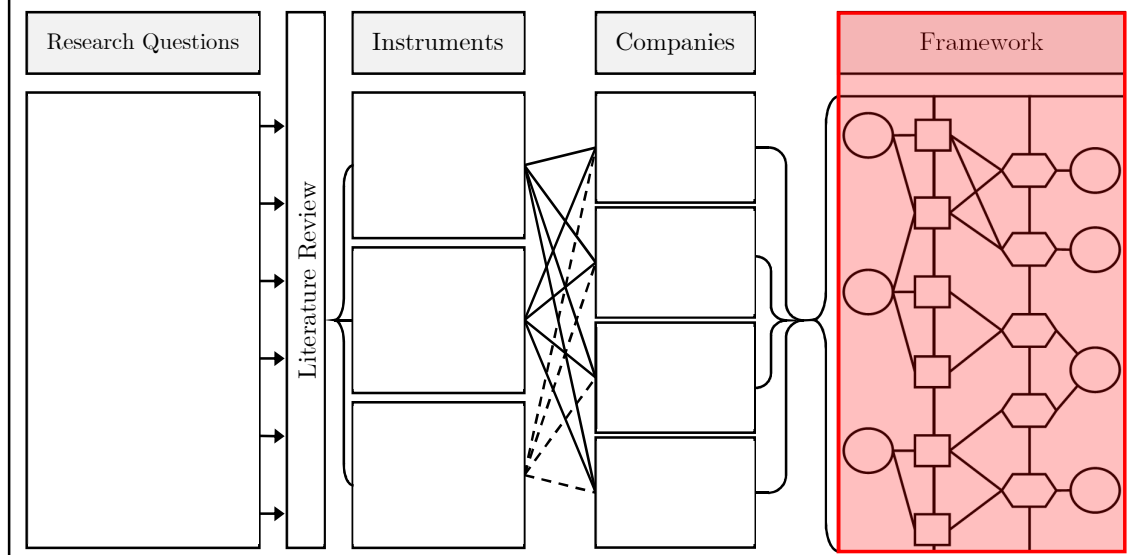 Research Questions
Literature Review
Instruments
Companies
Framework